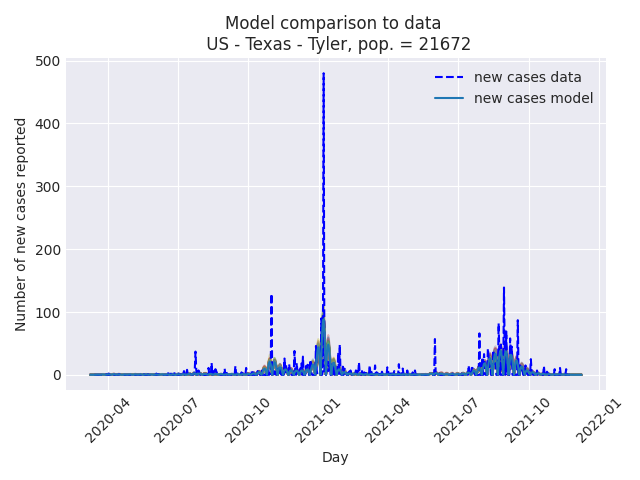 Model comparison to data
US - Texas - Tyler, pop. = 21672
new cases data
new cases model
Number of new cases reported
500
400
300
200
100
0
2020-04
2020-07
2020-10
2021-01
2021-04
2021-07
2021-10
2022-01
Day